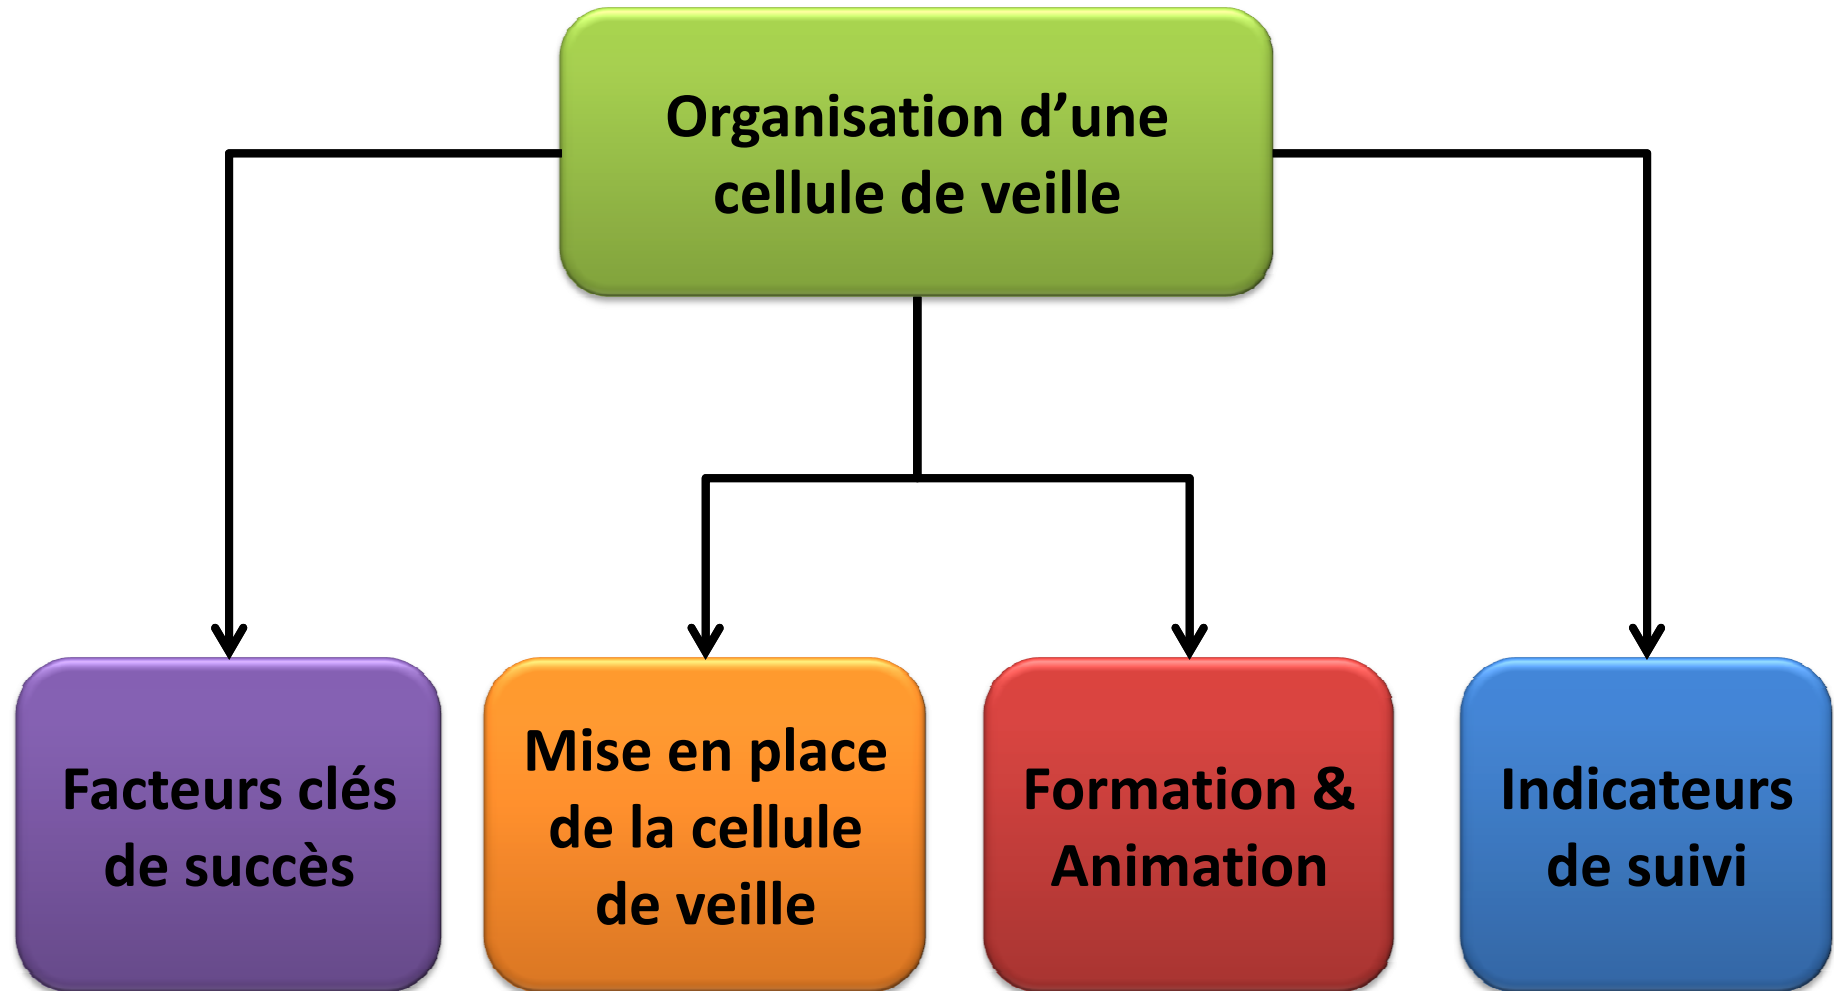 Organisation d’une
cellule de veille
Facteurs clés
de succès
Mise en place
de la cellule
de veille
Formation &
Animation
Indicateurs
de suivi